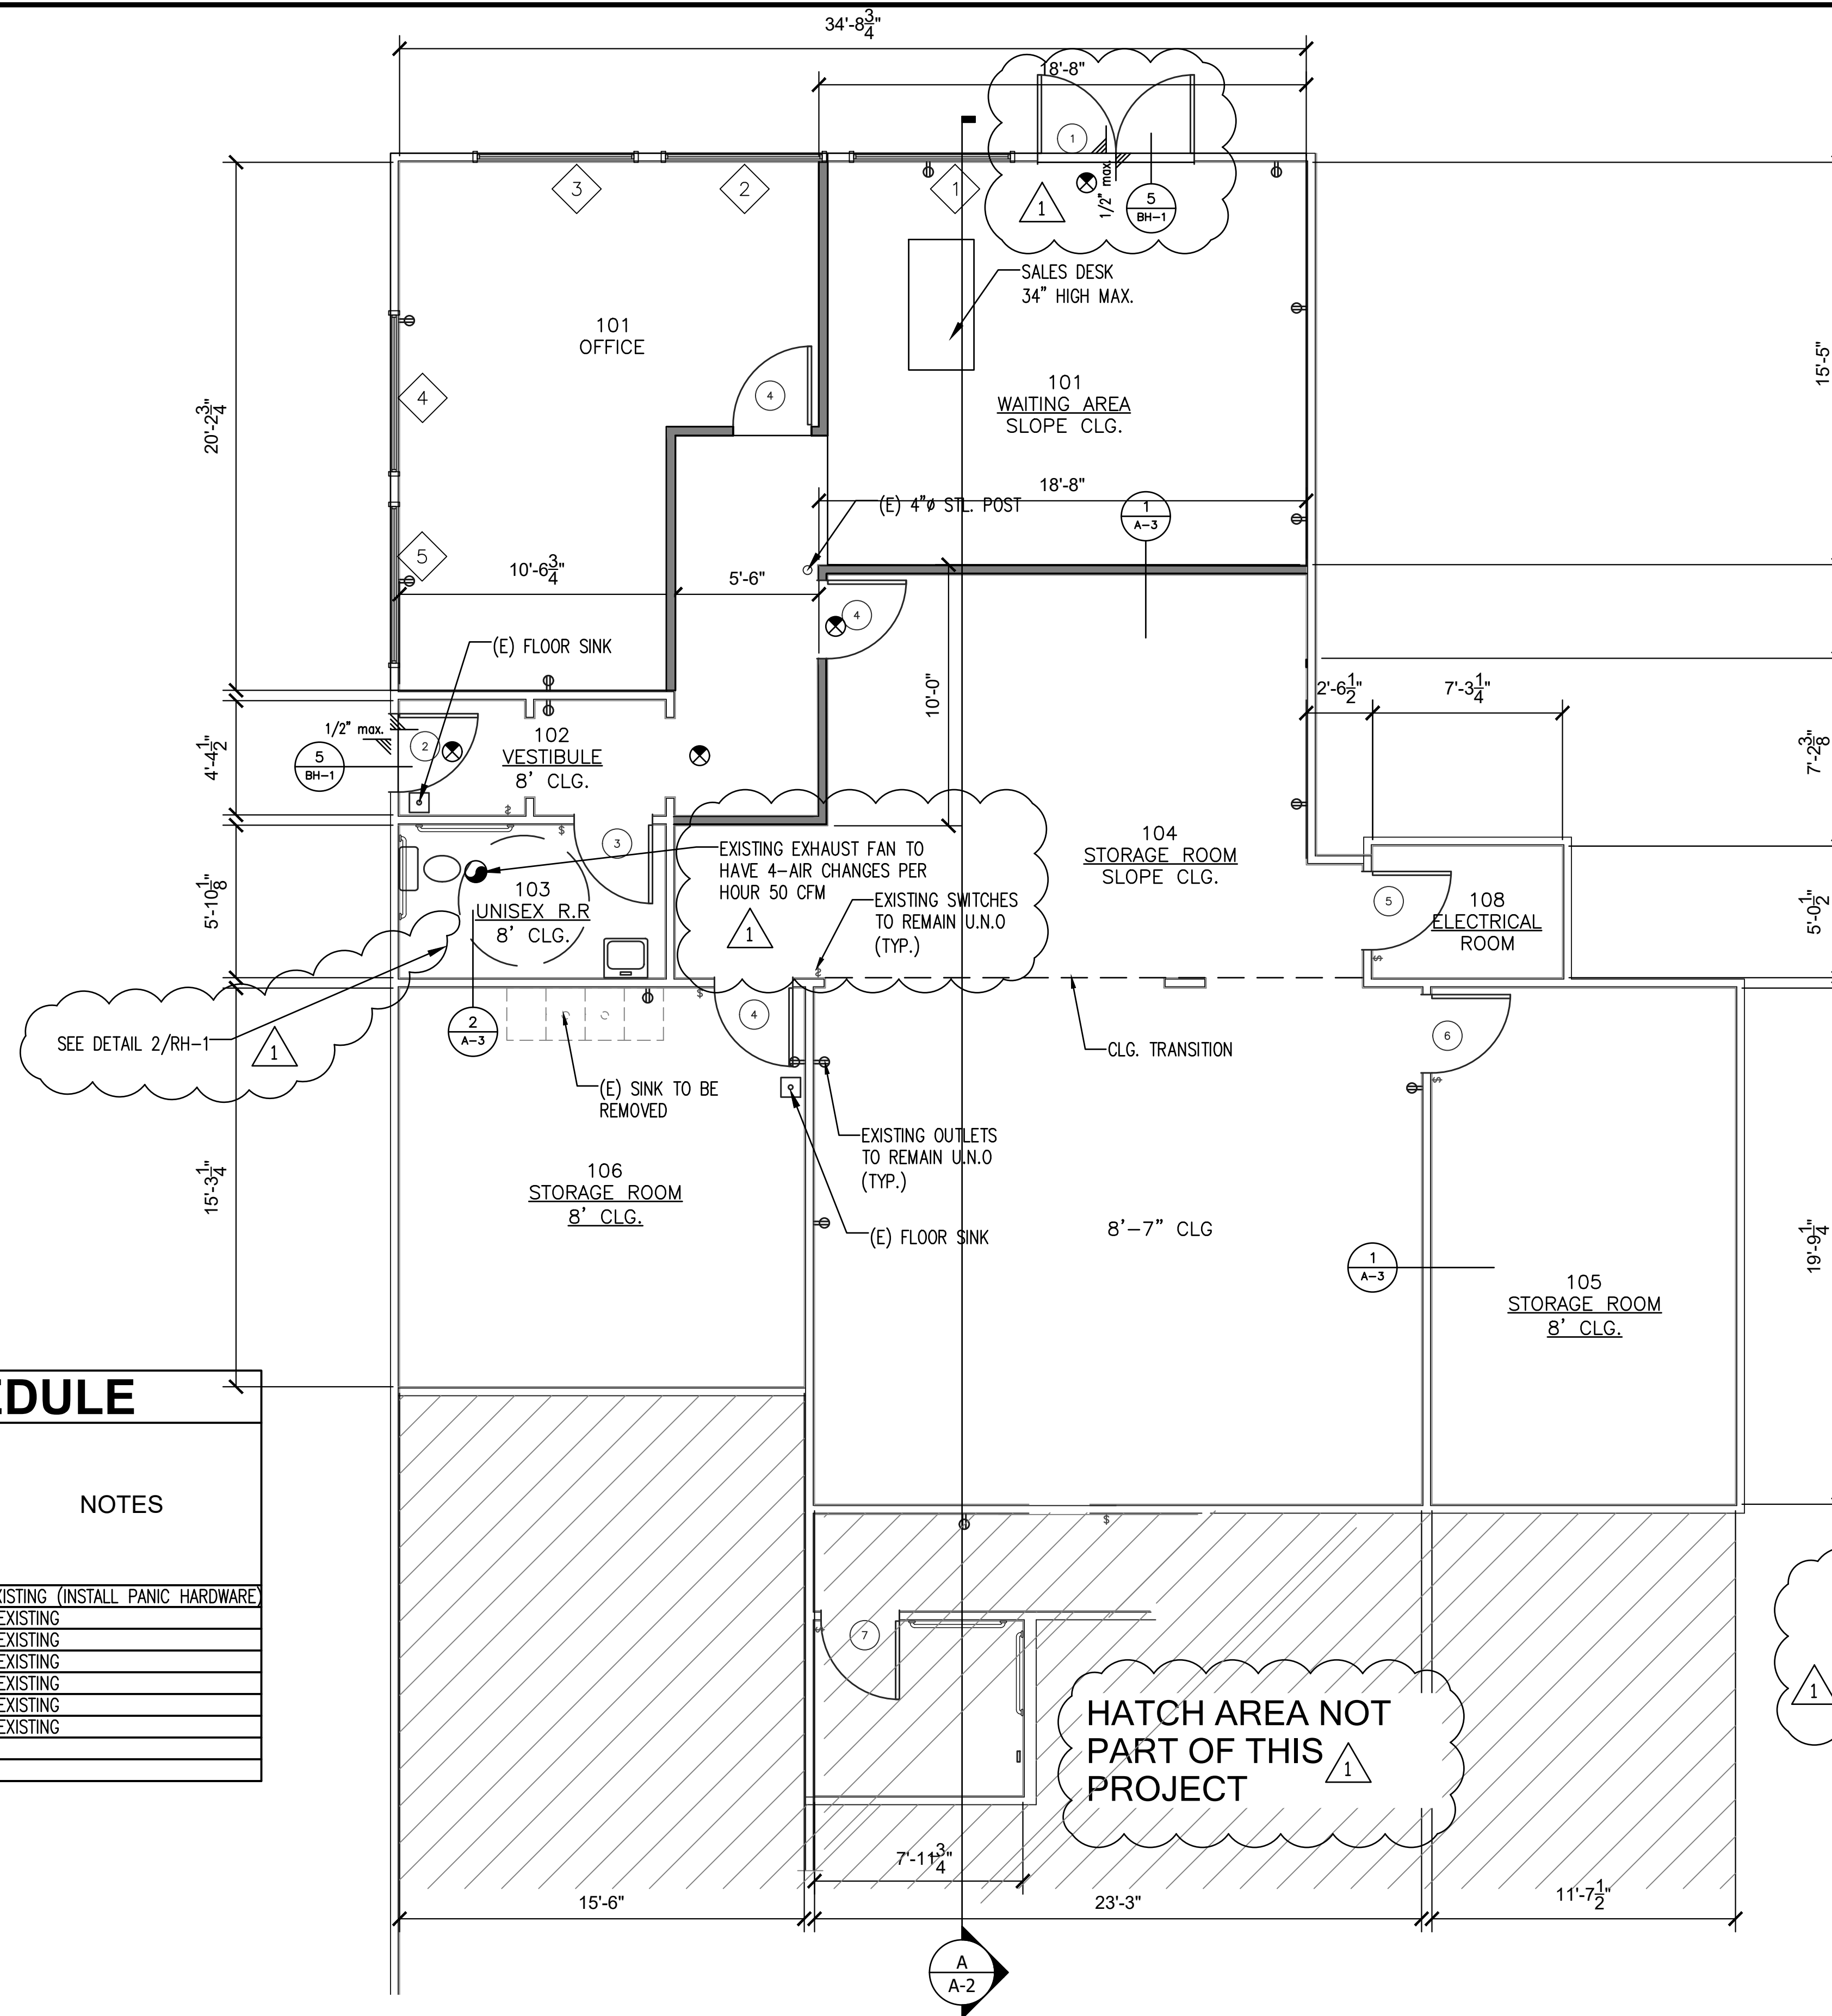 34'-8 3/4"
18'-8"
1
3
2
1
1
1/2" max.
5
BH-1
SALES DESK
34" HIGH MAX.
101
OFFICE
4
101
WAITING AREA
SLOPE CLG.
4
20'-2 3/4"
15'-5"
18'-8"
(E) 4"ø STL. POST
1
A-3
5
10'-6 3/4"
5'-6"
4
(E) FLOOR SINK
10'-0"
2'-6 1/2"
7'-3 1/4"
1/2" max.
2
102
VESTIBULE
8' CLG.
5
BH-1
4'-4 1/2"
7'-2 3/8"
3
EXISTING EXHAUST FAN TO
HAVE 4-AIR CHANGES PER
HOUR 50 CFM
1
EXISTING SWITCHES
TO REMAIN U.N.O
(TYP.)
104
STORAGE ROOM
SLOPE CLG.
5'-10 1/8"
103
UNISEX R.R
8' CLG.
5
108
ELECTRICAL
ROOM
5'-0 1/2"
SEE DETAIL 2/RH-1
1
2
A-3
4
6
CLG. TRANSITION
(E) SINK TO BE
REMOVED
EXISTING OUTLETS
TO REMAIN U.N.O
(TYP.)
15'-3 1/4"
106
STORAGE ROOM
8' CLG.
(E) FLOOR SINK
8'-7" CLG
1
A-3
19'-9 1/4"
105
STORAGE ROOM
8' CLG.
EDULE
NOTES
XISTING (INSTALL PANIC HARDWARE)
EXISTING
EXISTING
EXISTING
EXISTING
EXISTING
EXISTING
7
HATCH AREA NOT
PART OF THIS
PROJECT
1
1
7'-11 3/4"
15'-6"
23'-3"
11'-7 1/2"
A
A-2